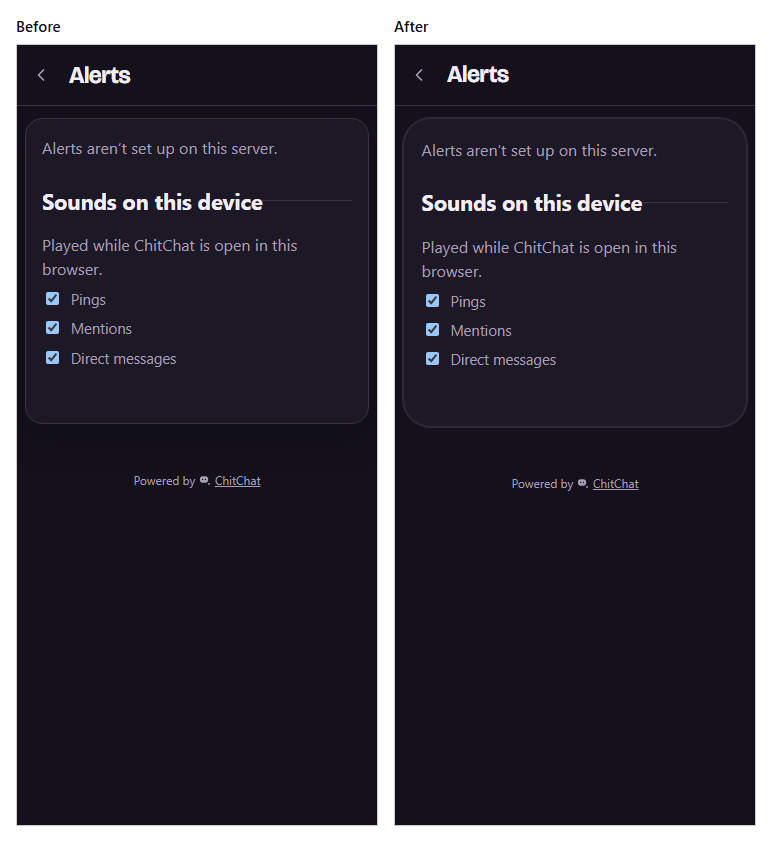 Before
Alerts
Alerts aren’t set up on this server.
Sounds on this device
Played while ChitChat is open in this
browser.
Pings
Mentions
Direct messages
Powered by ChitChat
After
Alerts
Alerts aren’t set up on this server.
Sounds on this device
Played while ChitChat is open in this
browser.
Pings
Mentions
Direct messages
Powered by ChitChat